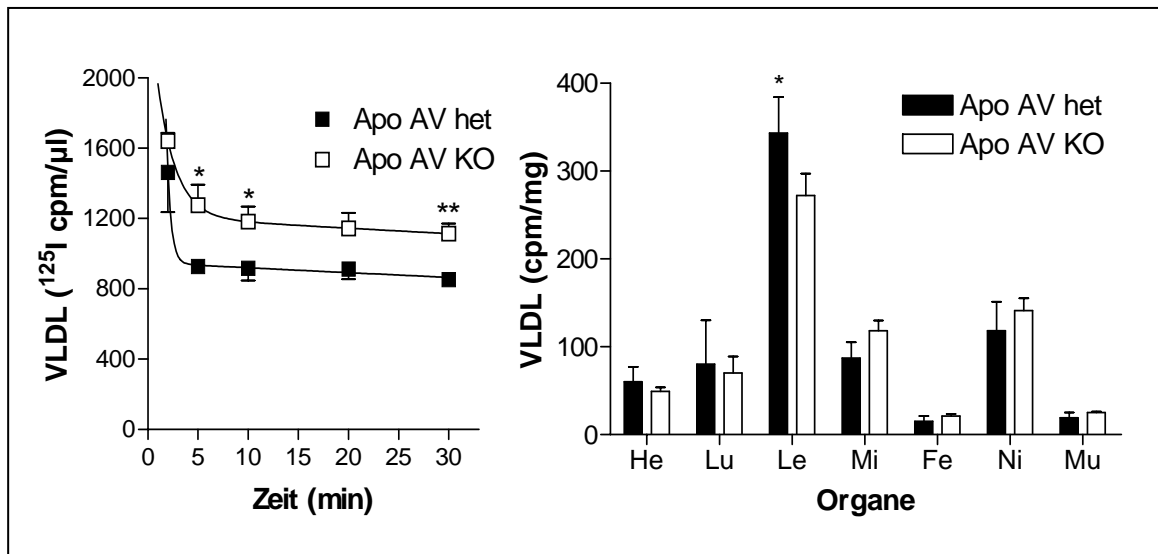 VLDL (¹²⁵I cpm/µl)
2000
1600
1200
800
400
0
0 5 10 15 20 25 30
Zeit (min)
Apo AV het
Apo AV KO
*
*
**
VLDL (cpm/mg)
400
300
200
100
0
He Lu Le Mi Fe Ni Mu
Organe
*
Apo AV het
Apo AV KO